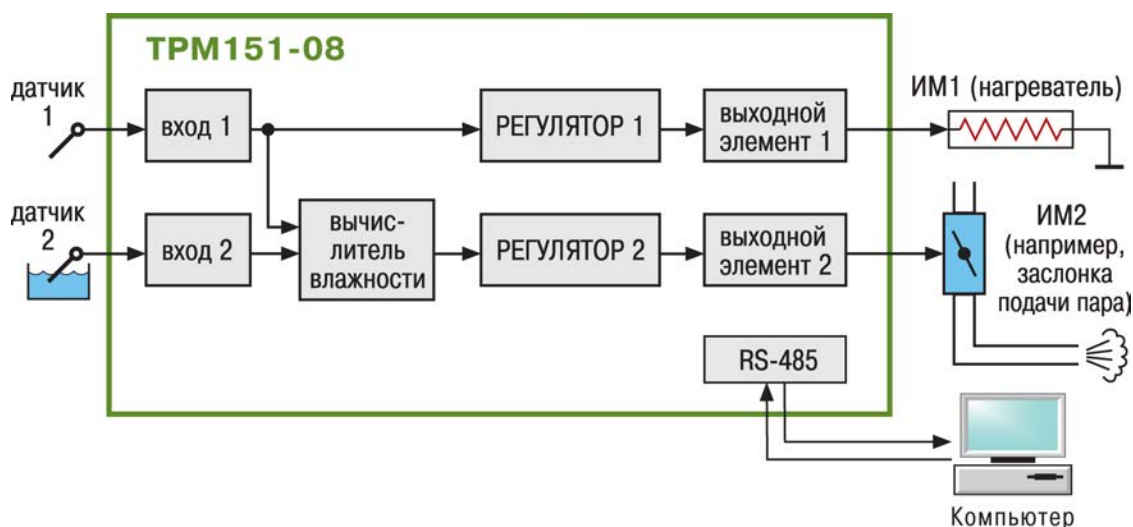 ТРМ151-08
датчик
1
вход 1
РЕГУЛЯТОР 1
выходной
элемент 1
ИМ1 (нагреватель)
датчик
2
вход 2
вычис-
литель
влажности
РЕГУЛЯТОР 2
выходной
элемент 2
ИМ2
(например,
заслонка
подачи пара)
RS-485
Компьютер